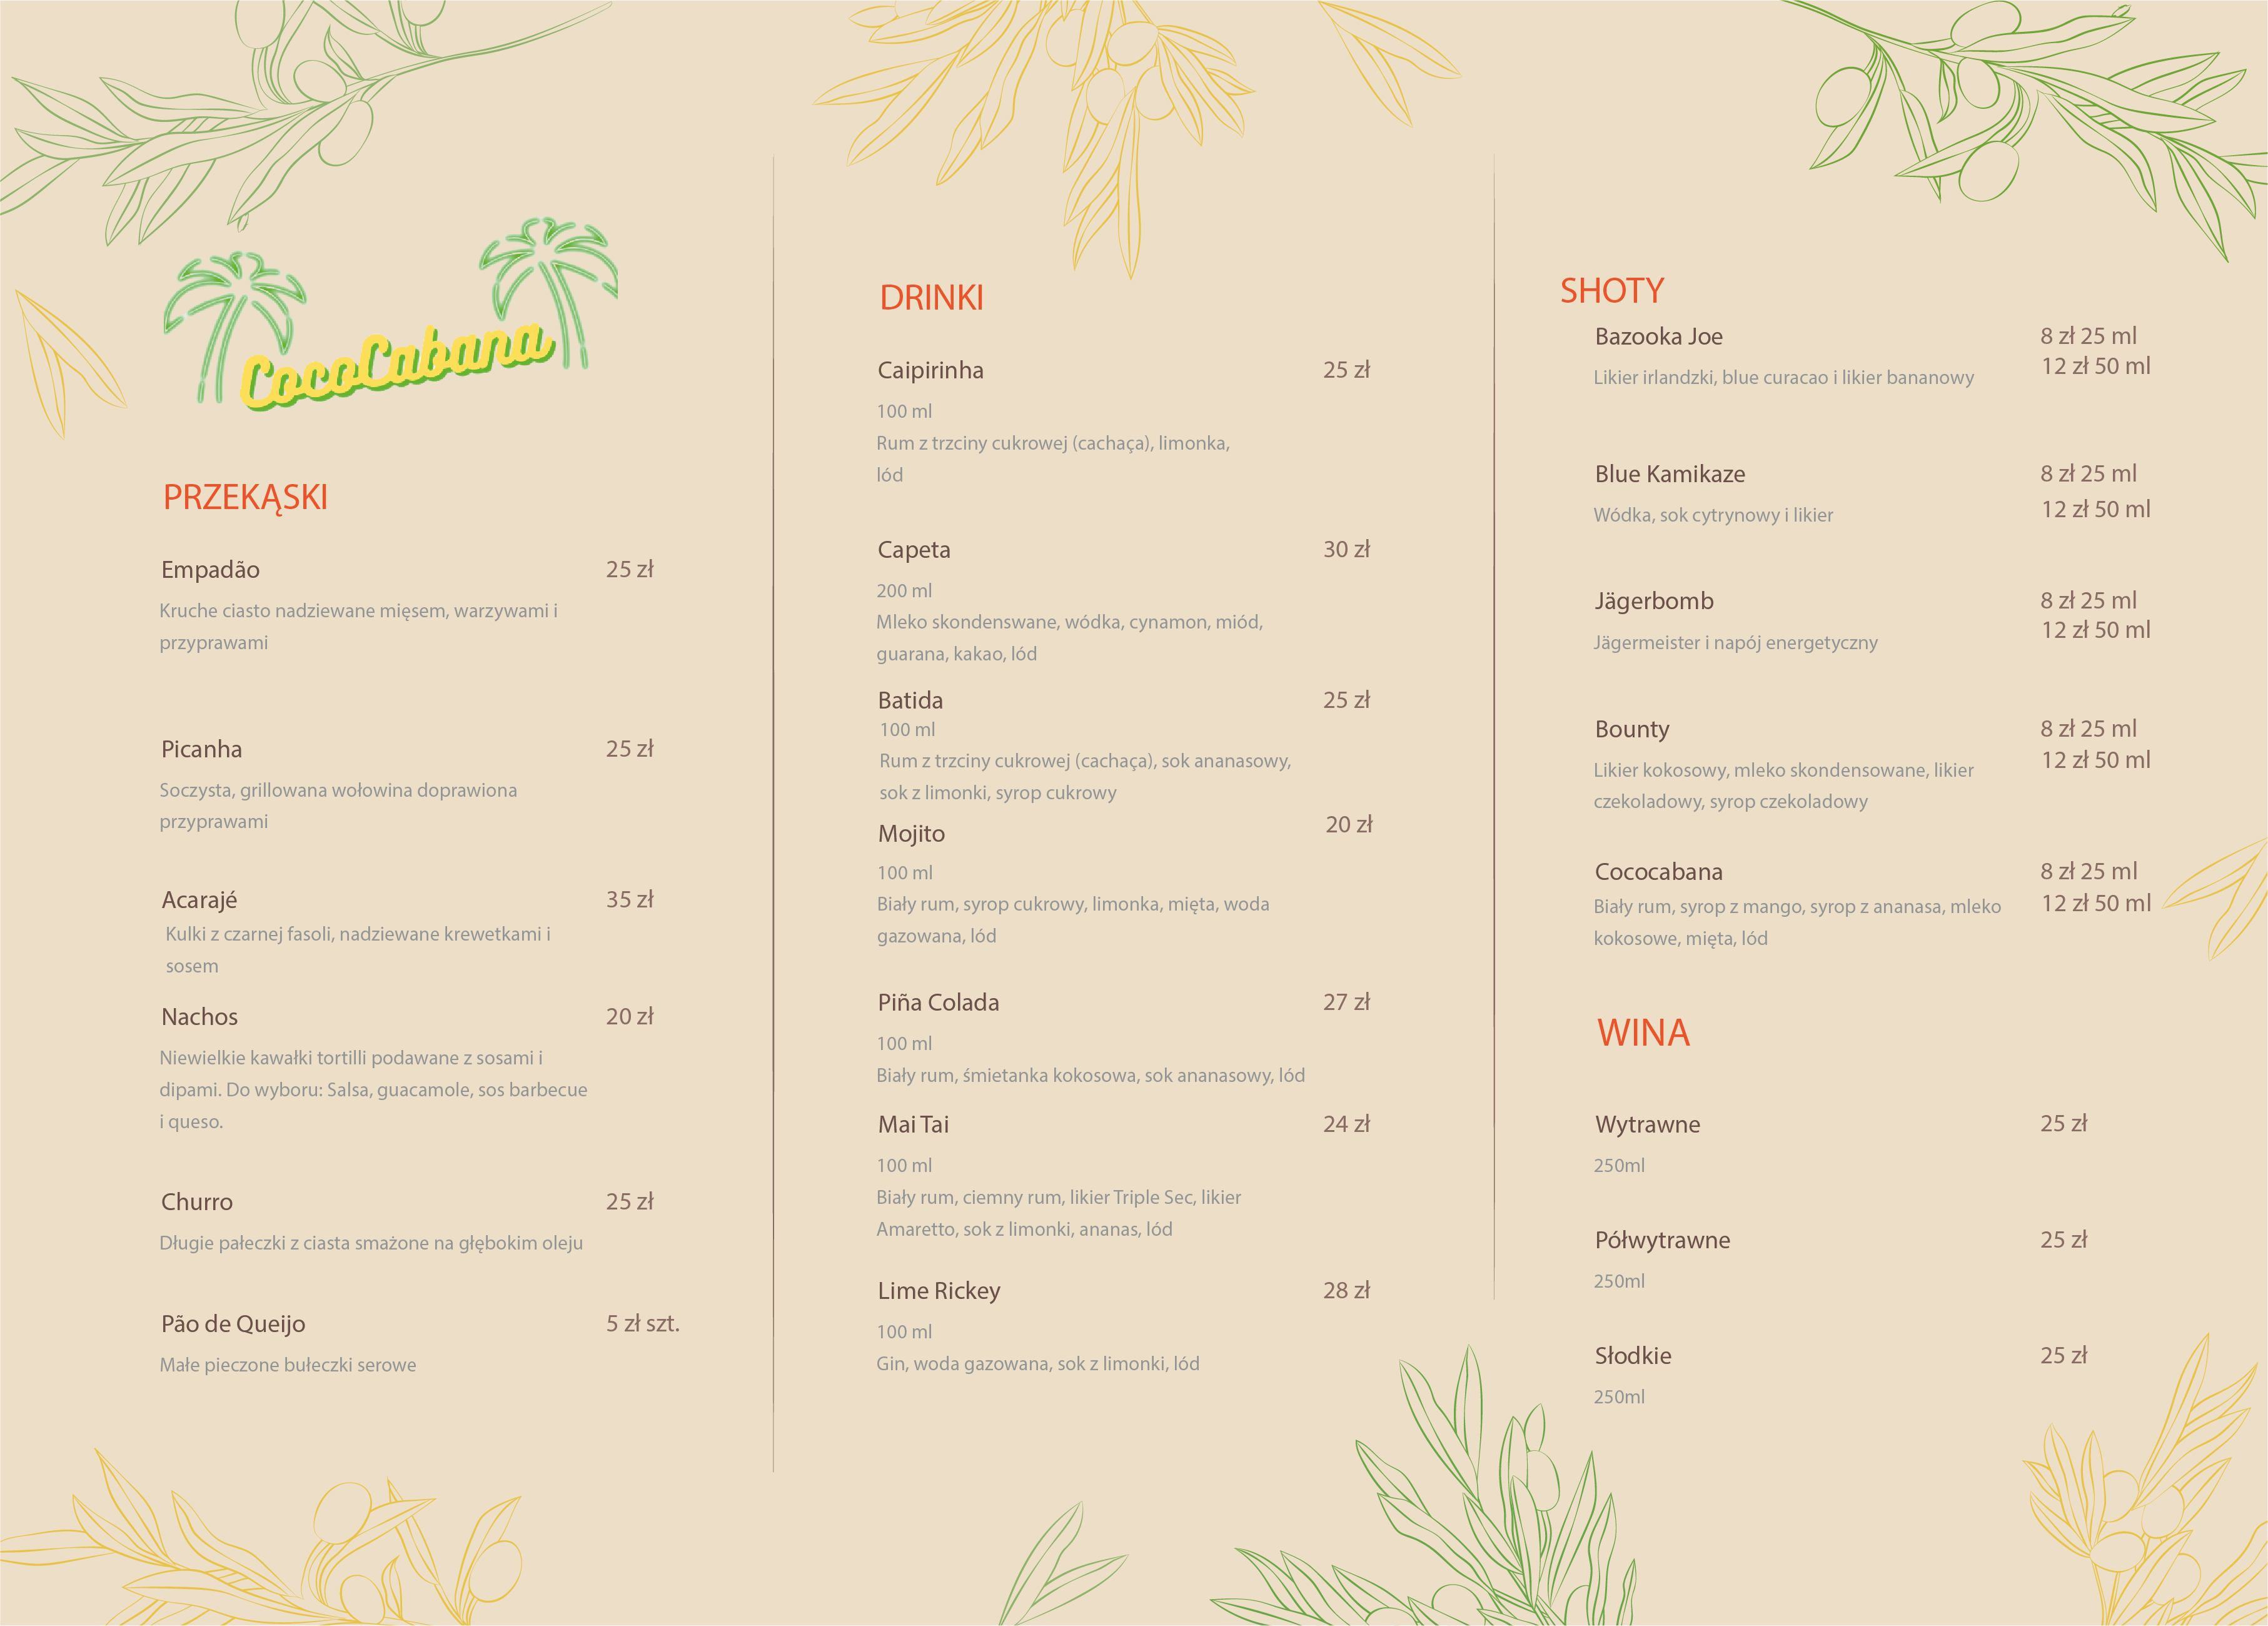 CocoCabana
PRZEKĄSKI
Empadão 25 zł
Kruche ciasto nadziewane mięsem, warzywami i
przyprawami
Picanha 25 zł
Soczysta, grillowana wołowina doprawiona
przyprawami
Acarajé 35 zł
Kulki z czarnej fasoli, nadziewane krewetkami i
sosem
Nachos 20 zł
Niewielkie kawałki tortilli podawane z sosami i
dipami. Do wyboru: Salsa, guacamole, sos barbecue
i queso.
Churro 25 zł
Długie pałeczki z ciasta smażone na głębokim oleju
Pão de Queijo 5 zł szt.
Małe pieczone bułeczki serowe
DRINKI
Caipirinha 25 zł
100 ml
Rum z trzciny cukrowej (cachaça), limonka,
lód
Capeta 30 zł
200 ml
Mleko skondenswane, wódka, cynamon, miód,
guarana, kakao, lód
Batida 25 zł
100 ml
Rum z trzciny cukrowej (cachaça), sok ananasowy,
sok z limonki, syrop cukrowy
Mojito 20 zł
100 ml
Biały rum, syrop cukrowy, limonka, mięta, woda
gazowana, lód
Piña Colada 27 zł
100 ml
Biały rum, śmietanka kokosowa, sok ananasowy, lód
Mai Tai 24 zł
100 ml
Biały rum, ciemny rum, likier Triple Sec, likier
Amaretto, sok z limonki, ananas, lód
Lime Rickey 28 zł
100 ml
Gin, woda gazowana, sok z limonki, lód
SHOTY
Bazooka Joe 8 zł 25 ml
12 zł 50 ml
Likier irlandzki, blue curacao i likier bananowy
Blue Kamikaze 8 zł 25 ml
12 zł 50 ml
Wódka, sok cytrynowy i likier
Jägerbomb 8 zł 25 ml
12 zł 50 ml
Jägermeister i napój energetyczny
Bounty 8 zł 25 ml
12 zł 50 ml
Likier kokosowy, mleko skondensowane, likier
czekoladowy, syrop czekoladowy
Cococabana 8 zł 25 ml
12 zł 50 ml
Biały rum, syrop z mango, syrop z ananasa, mleko
kokosowe, mięta, lód
WINA
Wytrawne 25 zł
250ml
Półwytrawne 25 zł
250ml
Słodkie 25 zł
250ml